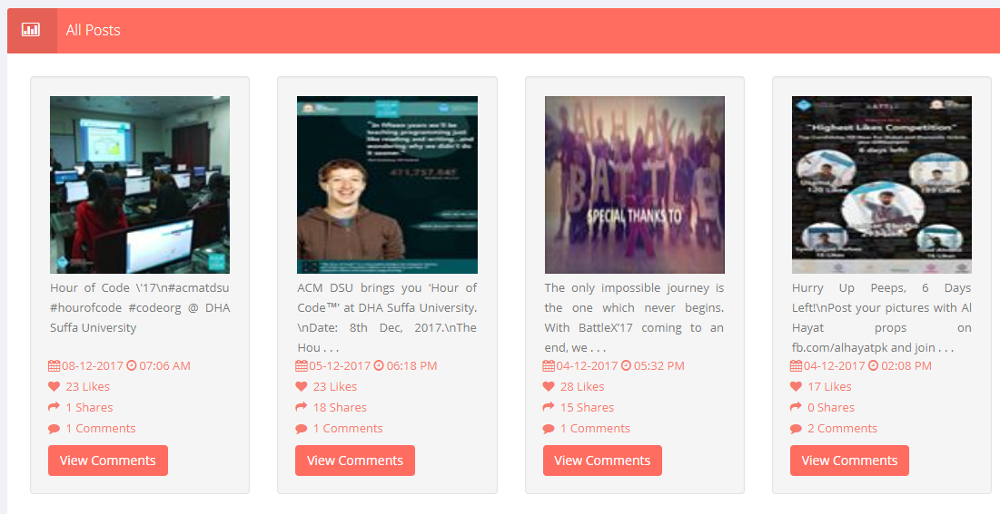 All Posts
"In fifteen years we'll be
teaching programming just
like reading and writing...and
wondering why we didn't do
it sooner."
Hour of Code \'17\n#acmatdsu
#hourofcode #codeorg @ DHA
Suffa University
08-12-2017 07:06 AM
23 Likes
1 Shares
1 Comments
View Comments
ACM DSU brings you ‘Hour of
Code™’ at DHA Suffa University.
\nDate: 8th Dec, 2017.\nThe
Hou . . .
05-12-2017 06:18 PM
23 Likes
18 Shares
1 Comments
View Comments
BATTLE
SPECIAL THANKS TO
The only impossible journey is
the one which never begins.
With BattleX’17 coming to an
end, we . . .
04-12-2017 05:32 PM
28 Likes
15 Shares
1 Comments
View Comments
"Highest Likes Competition"
6 days left!
Hurry Up Peeps, 6 Days
Left!\nPost your pictures with Al
Hayat props on
fb.com/alhayatpk and join . . .
04-12-2017 02:08 PM
17 Likes
0 Shares
2 Comments
View Comments